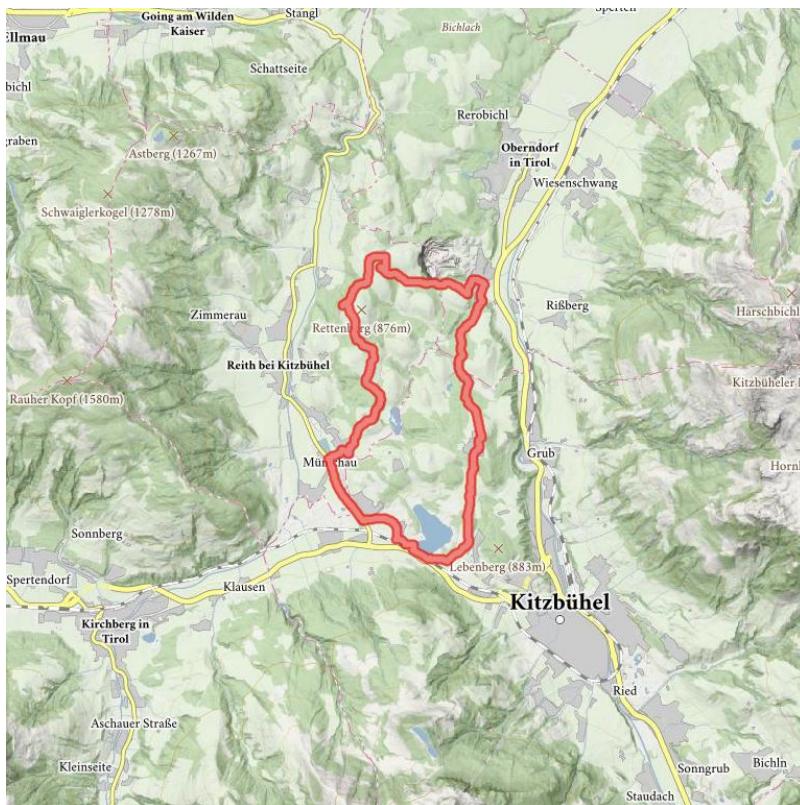 Going am Wilden
Kaiser
Stangl
Sperten
Ellmau
Bichlach
Schattseite
bichl
Rerobichl
graben
Astberg (1267m)
Oberndorf
in Tirol
Wiesenschwang
Schwaiglerkogel (1278m)
Zimmerau
Rettenberg (876m)
Rißberg
Harschbichl
Reith bei Kitzbühel
Rauher Kopf (1580m)
Kitzbüheler
Münichau
Grub
Horn
Sonnberg
Lebenberg (883m)
Spertendorf
Klausen
Kitzbühel
Kirchberg in
Tirol
Ried
Aschauer Straße
Kleinseite
Sonngrub
Bichln
Staudach